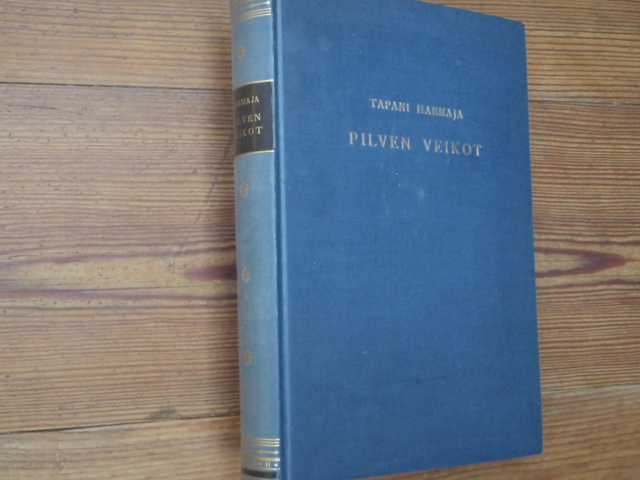 HARMAJA
PILVEN
VEIKOT
TAPANI HARMAJA
PILVEN VEIKOT